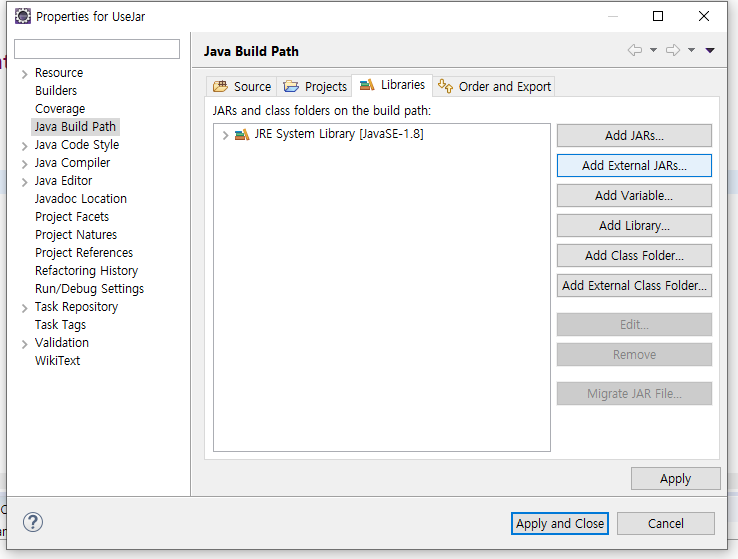 Properties for UseJar
Java Build Path
Resource
Builders
Coverage
Java Build Path
Java Code Style
Java Compiler
Java Editor
Javadoc Location
Project Facets
Project Natures
Project References
Refactoring History
Run/Debug Settings
Task Repository
Task Tags
Validation
WikiText
Source
Projects
Libraries
Order and Export
JARs and class folders on the build path:
JRE System Library [JavaSE-1.8]
Add JARs...
Add External JARs...
Add Variable...
Add Library...
Add Class Folder...
Add External Class Folder...
Edit...
Remove
Migrate JAR File...
Apply
?
Apply and Close
Cancel